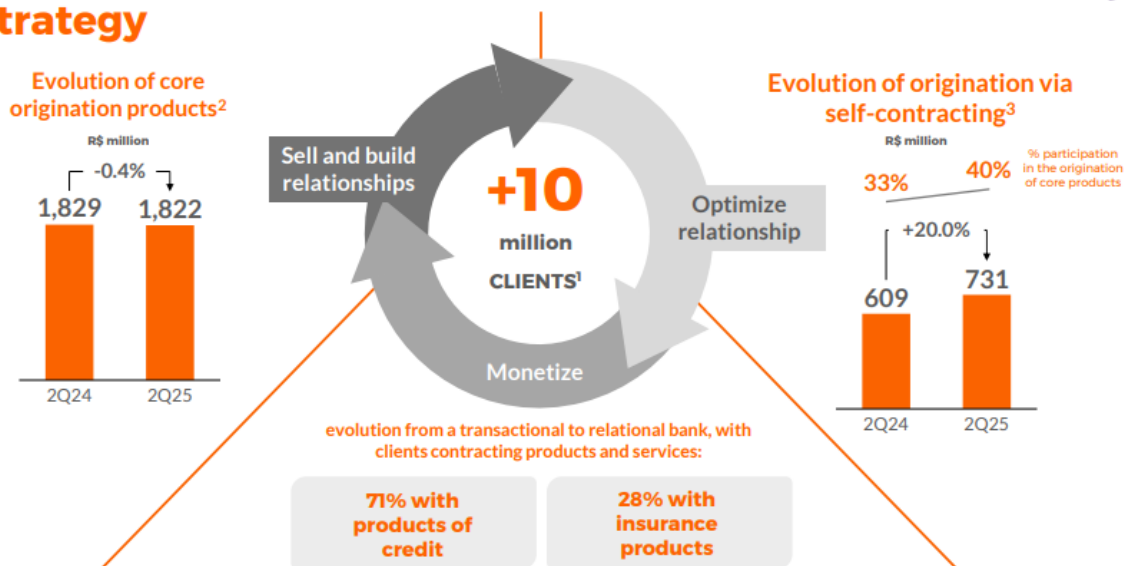 trategy
Evolution of core
origination products²
R$ million
-0.4%
1,829
1,822
2Q24
2Q25
Sell and build
relationships
+10
million
CLIENTS¹
Optimize
relationship
Monetize
evolution from a transactional to relational bank, with
clients contracting products and services:
71% with
products of
credit
28% with
insurance
products
Evolution of origination via
self-contracting³
R$ million
33%
40%
% participation
in the origination
of core products
+20.0%
609
731
2Q24
2Q25